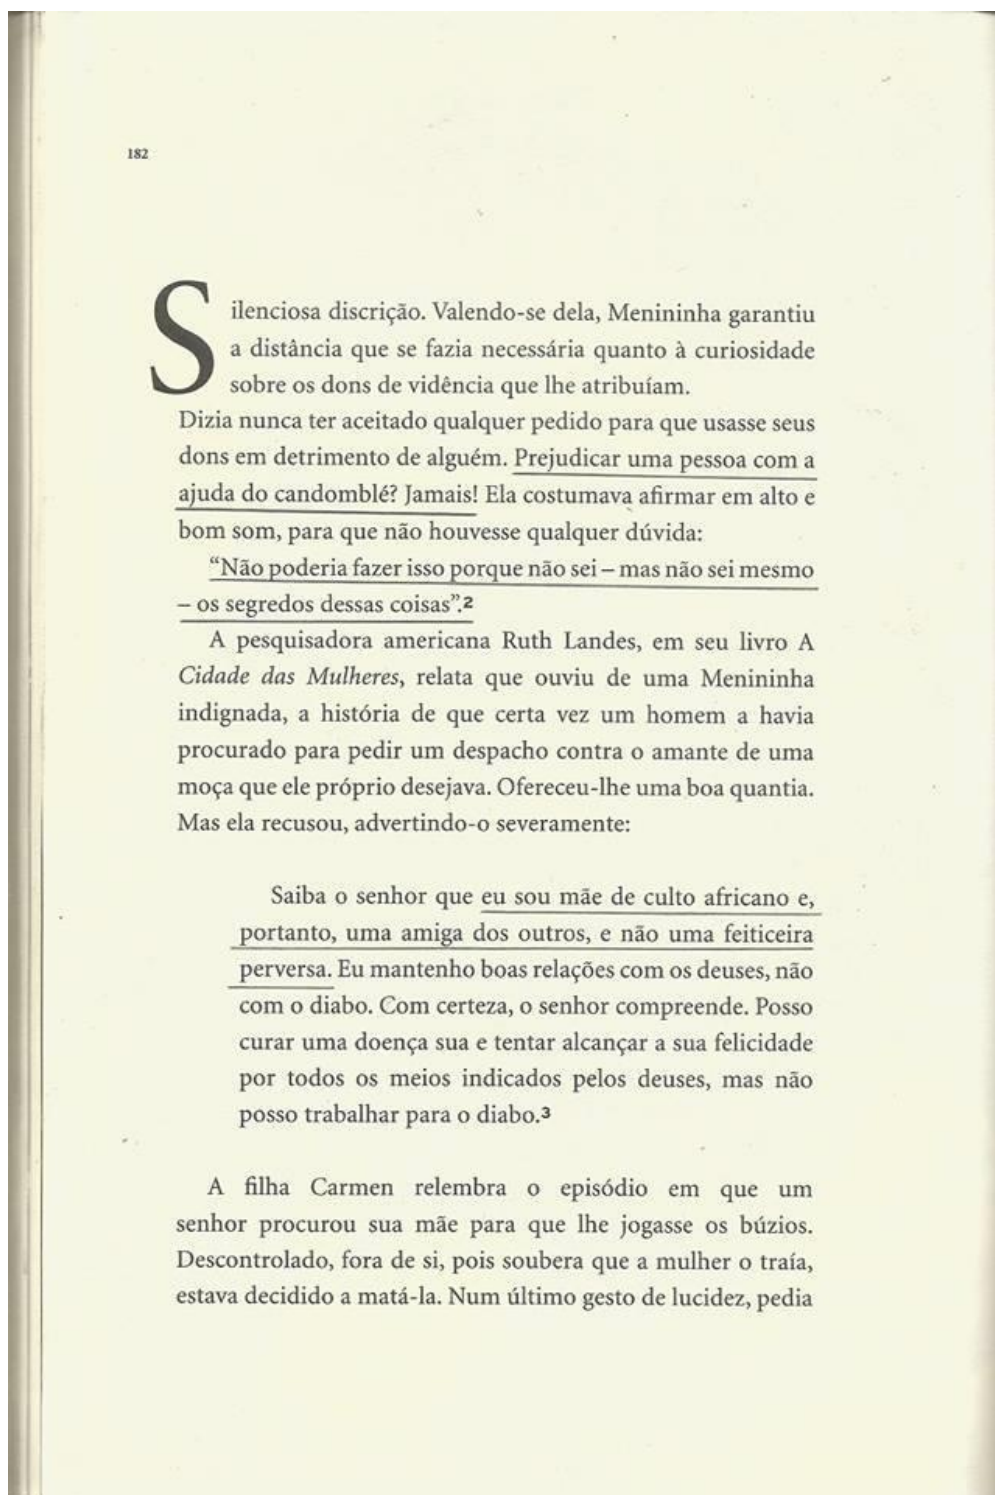 182
Silenciosa discrição. Valendo-se dela, Menininha garantiu
a distância que se fazia necessária quanto à curiosidade
sobre os dons de vidência que lhe atribuíam.
Dizia nunca ter aceitado qualquer pedido para que usasse seus
dons em detrimento de alguém. Prejudicar uma pessoa com a
ajuda do candomblé? Jamais! Ela costumava afirmar em alto e
bom som, para que não houvesse qualquer dúvida:
“Não poderia fazer isso porque não sei – mas não sei mesmo
– os segredos dessas coisas”.2
A pesquisadora americana Ruth Landes, em seu livro A
Cidade das Mulheres, relata que ouviu de uma Menininha
indignada, a história de que certa vez um homem a havia
procurado para pedir um despacho contra o amante de uma
moça que ele próprio desejava. Ofereceu-lhe uma boa quantia.
Mas ela recusou, advertindo-o severamente:
Saiba o senhor que eu sou mãe de culto africano e,
portanto, uma amiga dos outros, e não uma feiticeira
perversa. Eu mantenho boas relações com os deuses, não
com o diabo. Com certeza, o senhor compreende. Posso
curar uma doença sua e tentar alcançar a sua felicidade
por todos os meios indicados pelos deuses, mas não
posso trabalhar para o diabo.3
A filha Carmen relembra o episódio em que um
senhor procurou sua mãe para que lhe jogasse os búzios.
Descontrolado, fora de si, pois soubera que a mulher o traía,
estava decidido a matá-la. Num último gesto de lucidez, pedia